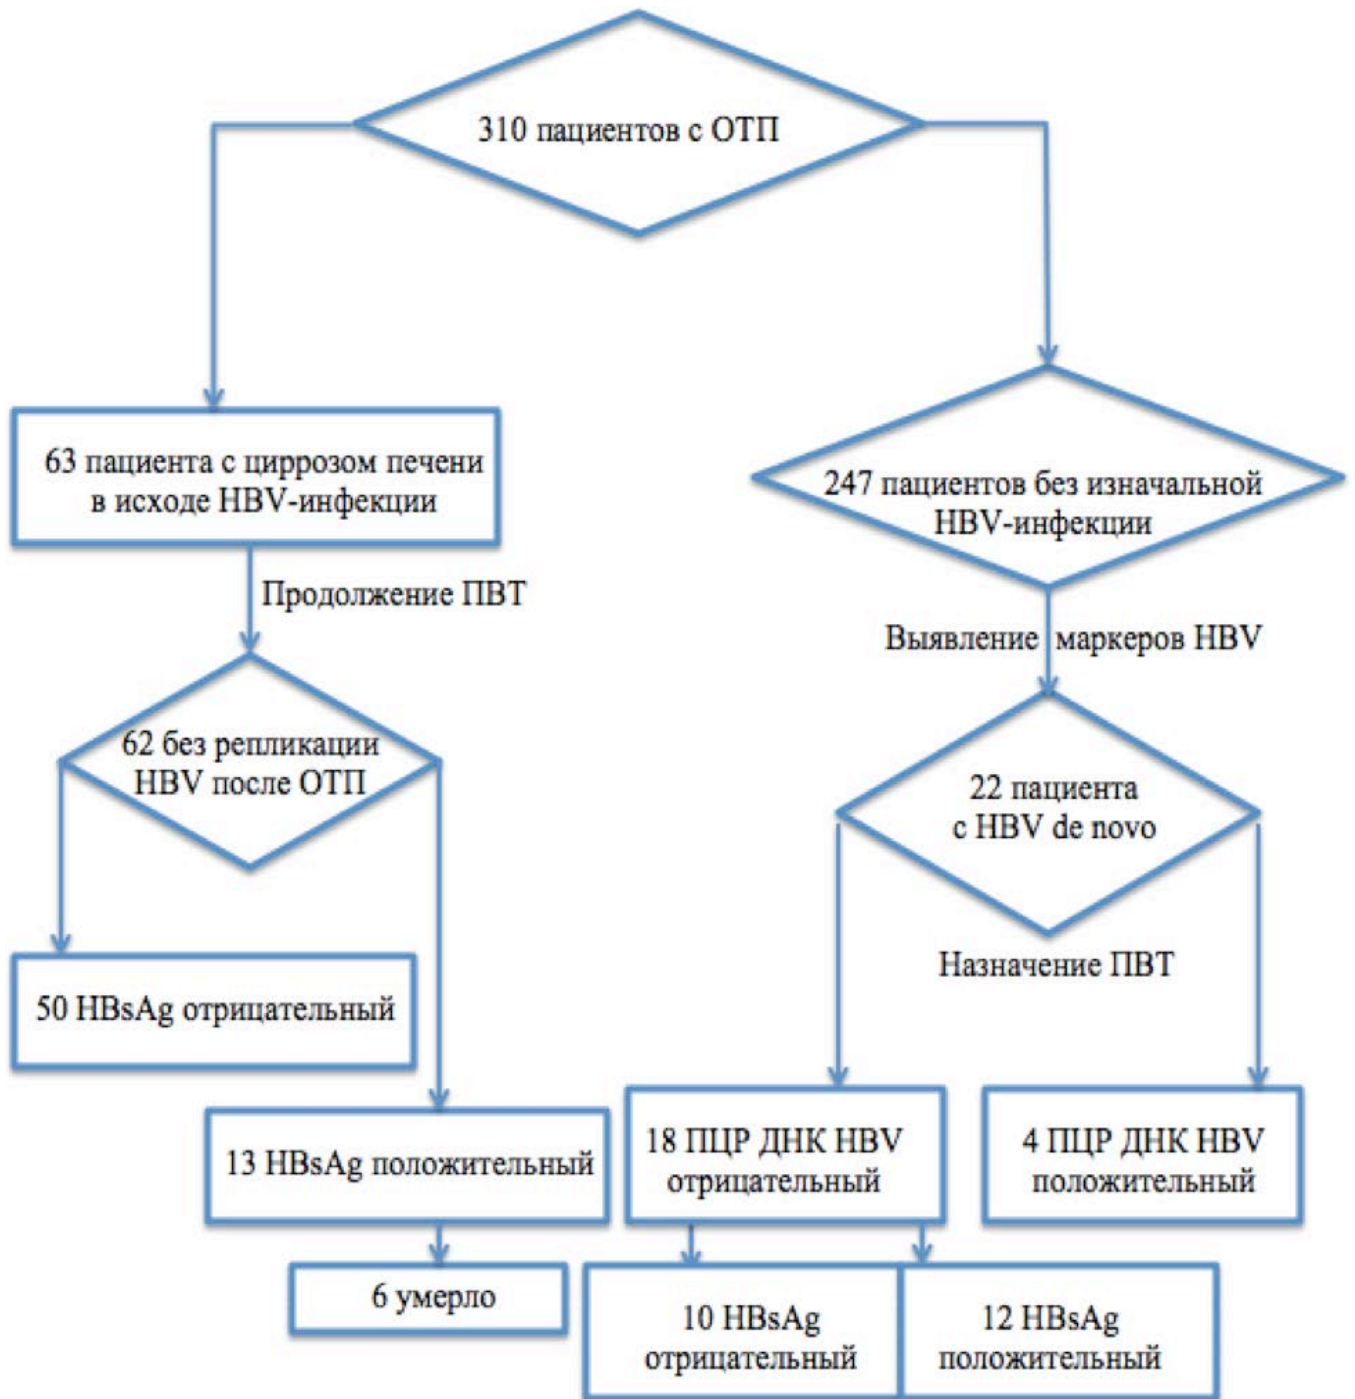 310 пациентов с ОТП
63 пациента с циррозом печени
в исходе HBV-инфекции
247 пациентов без изначальной
HBV-инфекции
Продолжение ПВТ
Выявление маркеров HBV
62 без репликации
HBV после ОТП
22 пациента
с HBV de novo
Назначение ПВТ
50 HBsAg отрицательный
13 HBsAg положительный
18 ПЦР ДНК HBV
отрицательный
4 ПЦР ДНК HBV
положительный
6 умерло
10 HBsAg
отрицательный
12 HBsAg
положительный